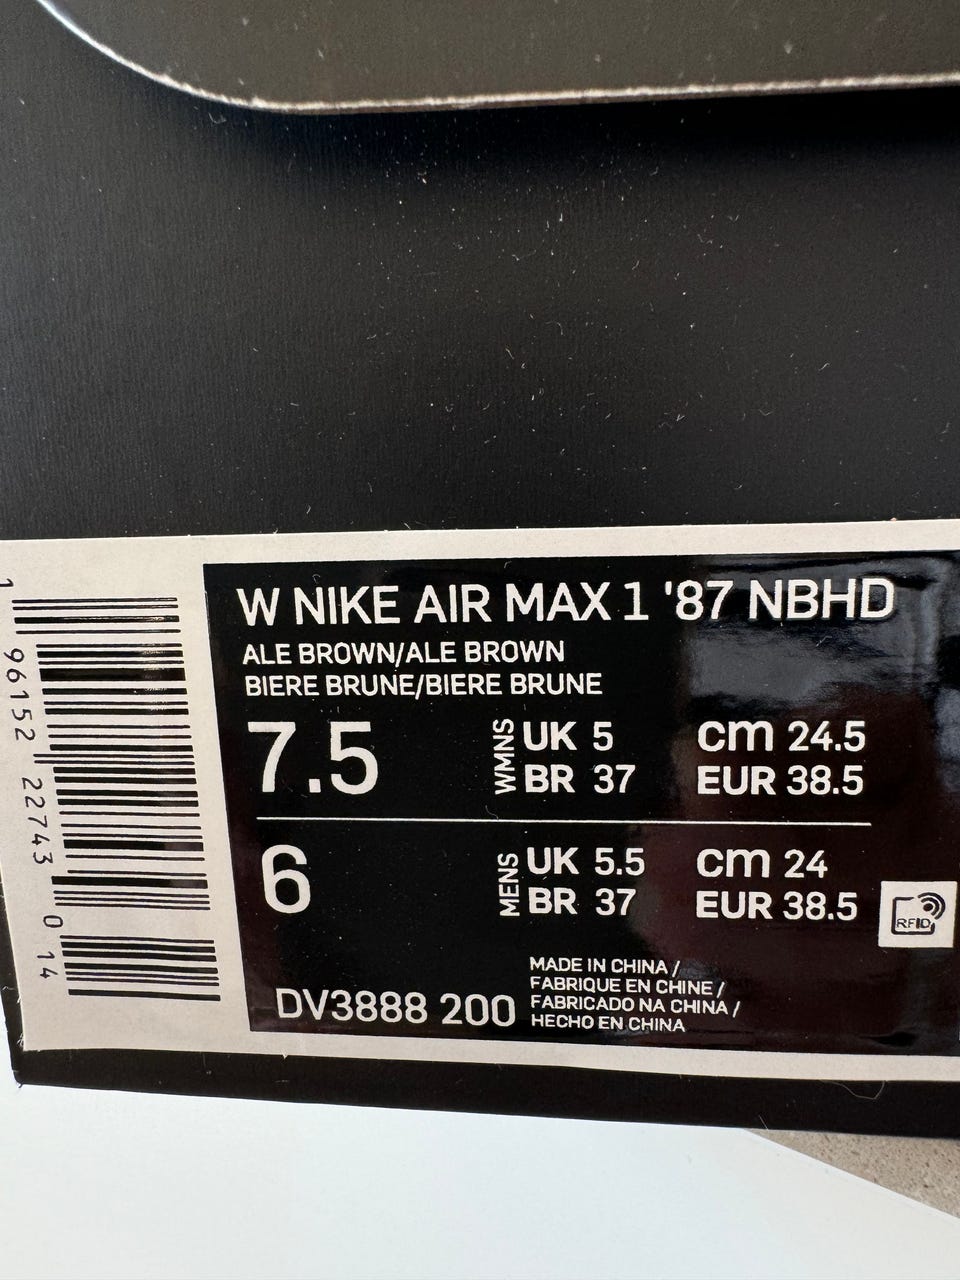 W NIKE AIR MAX 1 '87 NBHD
ALE BROWN/ALE BROWN
BIERE BRUNE/BIERE BRUNE
7.5 WMNS UK 5 cm 24.5
BR 37 EUR 38.5
6 MENS UK 5.5 cm 24
BR 37 EUR 38.5
RFID
DV3888 200
MADE IN CHINA /
FABRIQUE EN CHINE /
FABRICADO NA CHINA /
HECHO EN CHINA
1 96152 22743 0 14